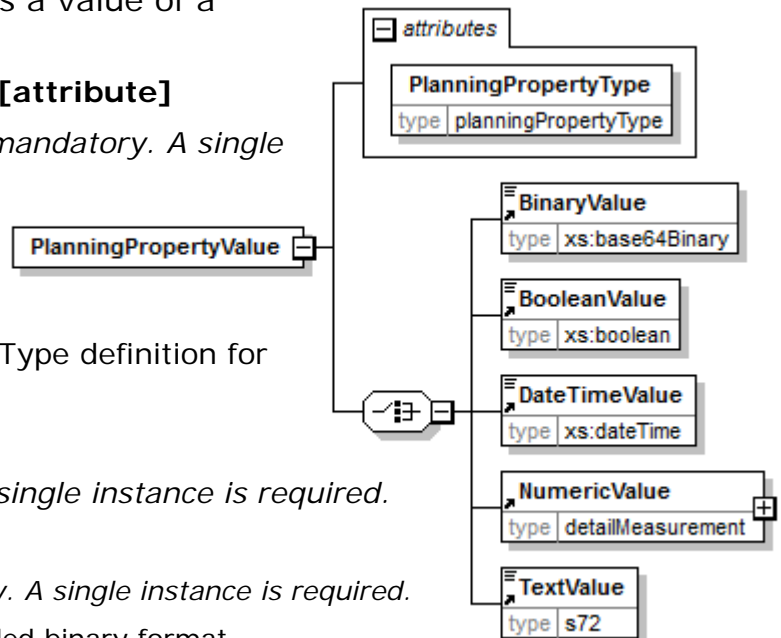 s a value of a
[attribute]
mandatory. A single
Type definition for
single instance is required.
y. A single instance is required.
led binary format
attributes
PlanningPropertyType
type planningPropertyType
PlanningPropertyValue
BinaryValue
type xs:base64Binary
BooleanValue
type xs:boolean
DateTimeValue
type xs:dateTime
NumericValue
type detailMeasurement
TextValue
type s72